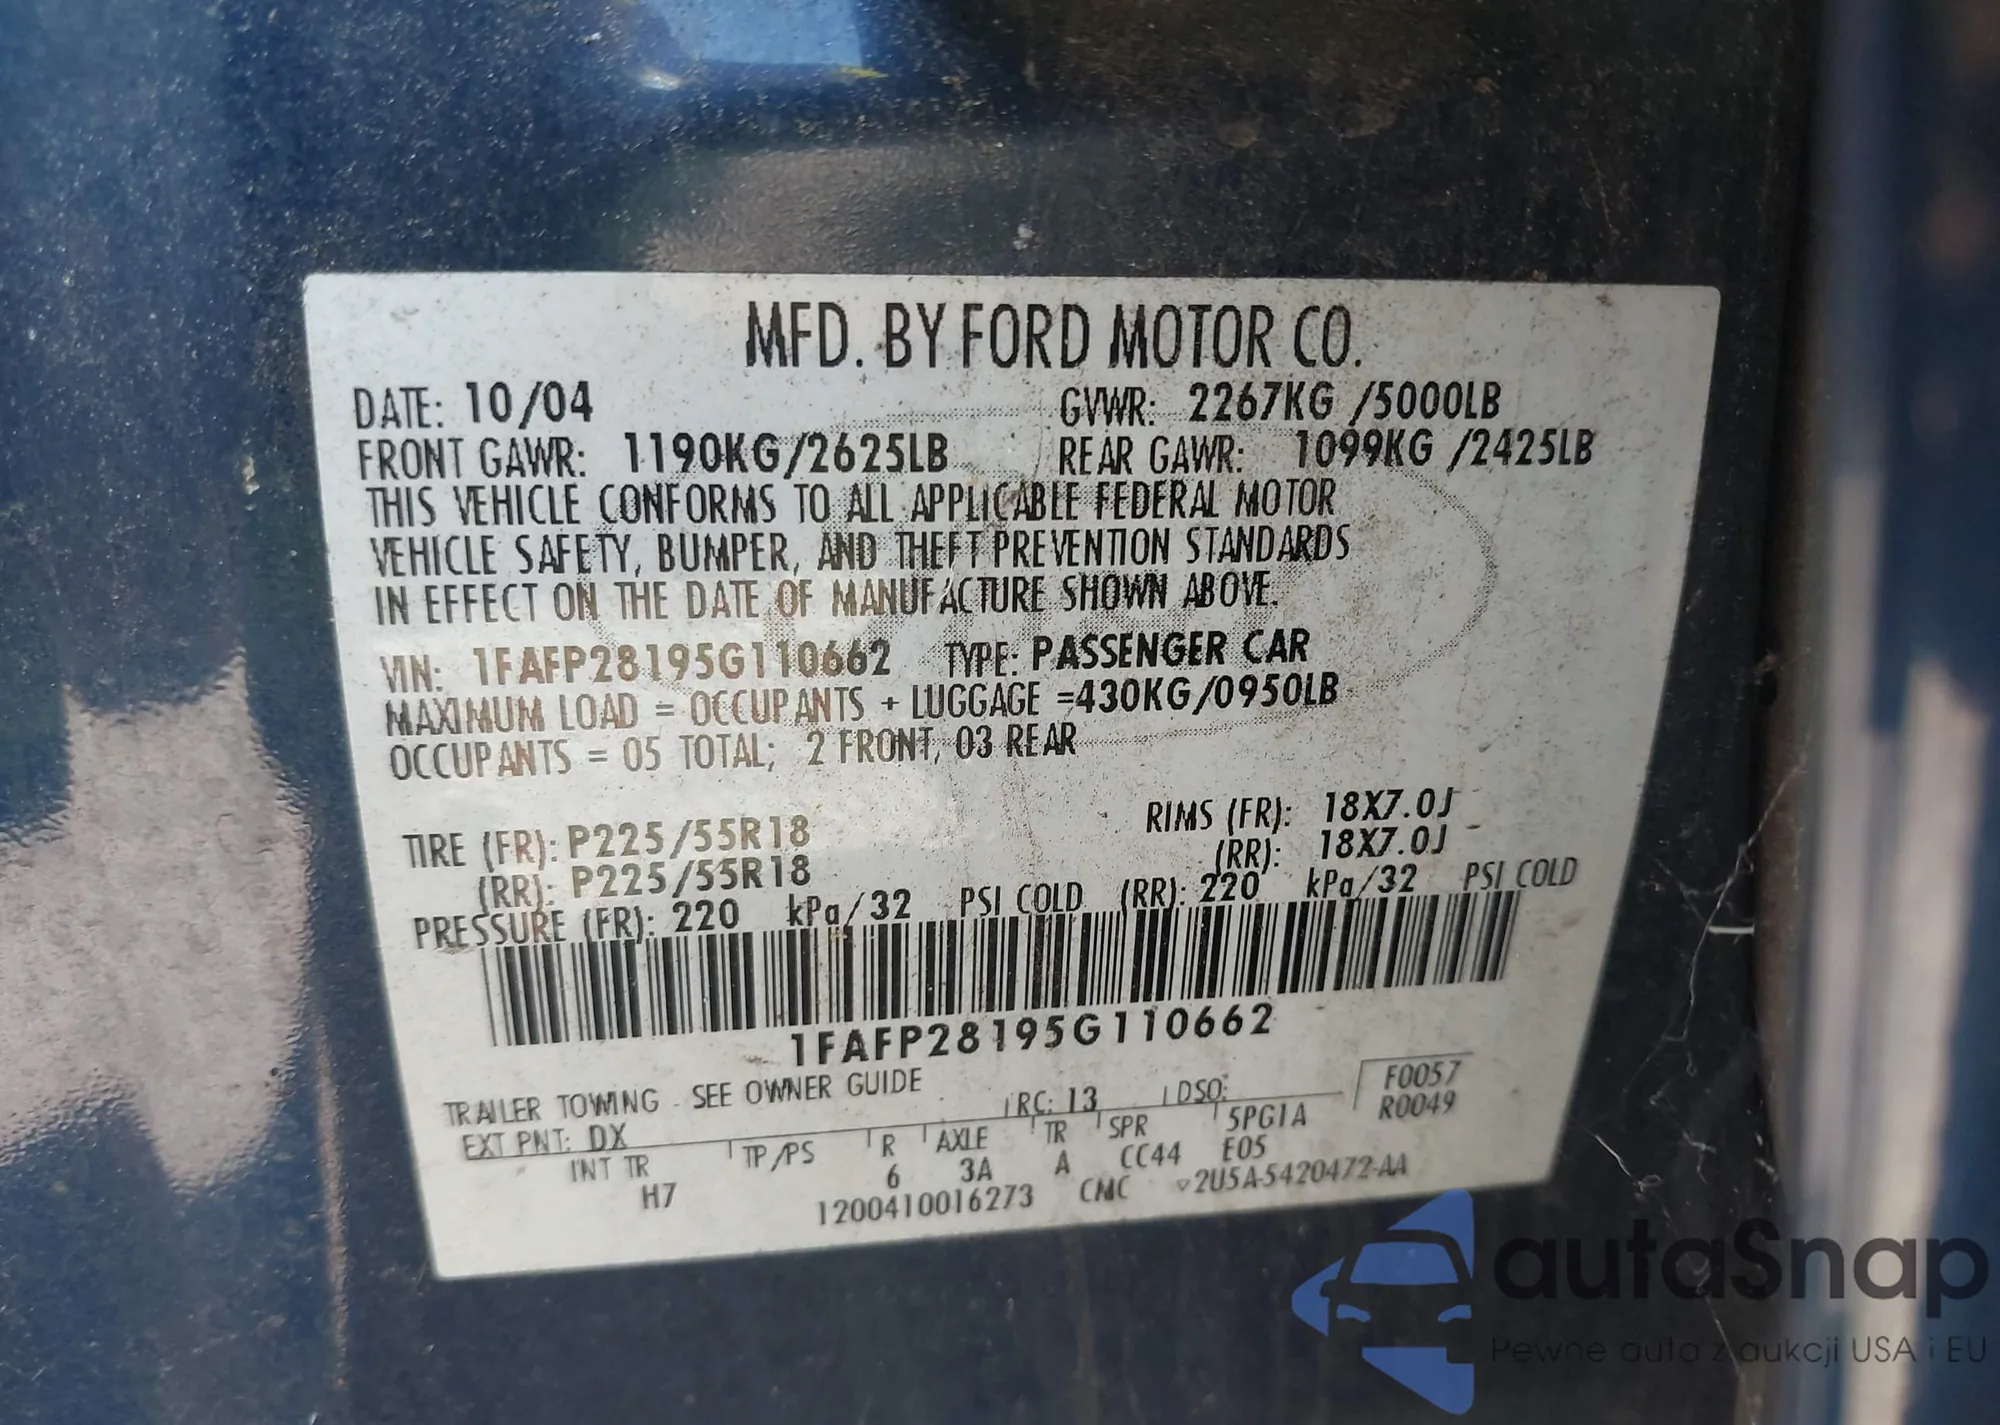 MFD. BY FORD MOTOR CO.
DATE: 10/04 GVWR: 2267KG /5000LB
FRONT GAWR: 1190KG/2625LB REAR GAWR: 1099KG /2425LB
THIS VEHICLE CONFORMS TO ALL APPLICABLE FEDERAL MOTOR
VEHICLE SAFETY, BUMPER, AND THEFT PREVENTION STANDARDS
IN EFFECT ON THE DATE OF MANUFACTURE SHOWN ABOVE.
VIN: 1FAFP28195G110662 TYPE: PASSENGER CAR
MAXIMUM LOAD = OCCUPANTS + LUGGAGE =430KG/0950LB
OCCUPANTS = 05 TOTAL; 2 FRONT, 03 REAR
TIRE (FR): P225/55R18 RIMS (FR): 18X7.0J
(RR): P225/55R18 (RR): 18X7.0J
PRESSURE (FR): 220 kPa/32 PSI COLD (RR): 220 kPa/32 PSI COLD
1FAFP28195G110662
TRAILER TOWING - SEE OWNER GUIDE
EXT PNT: DX RC: 13 DSO: F0057
R0049
INT TR TP/PS R AXLE TR SPR 5PG1A
H7 6 3A A CC44 E05
1200410016273 CMC 2U5A-5420472-AA
autaSnap
Pewne auta z aukcji USA i EU